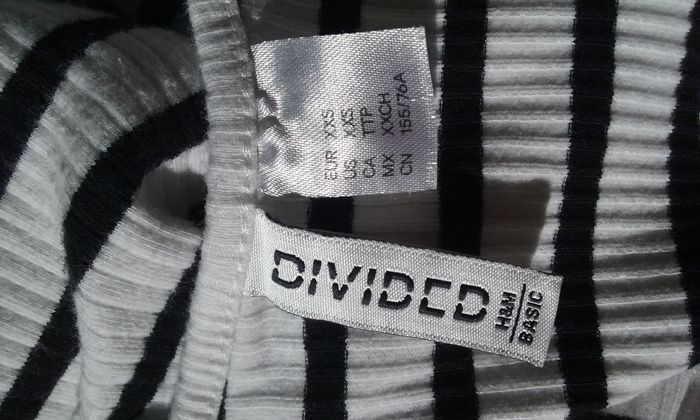 EUR XXS
US XXS
CA TTP
MX XXCH
CN 155/76A
DIVIDED
H&M
BASIC